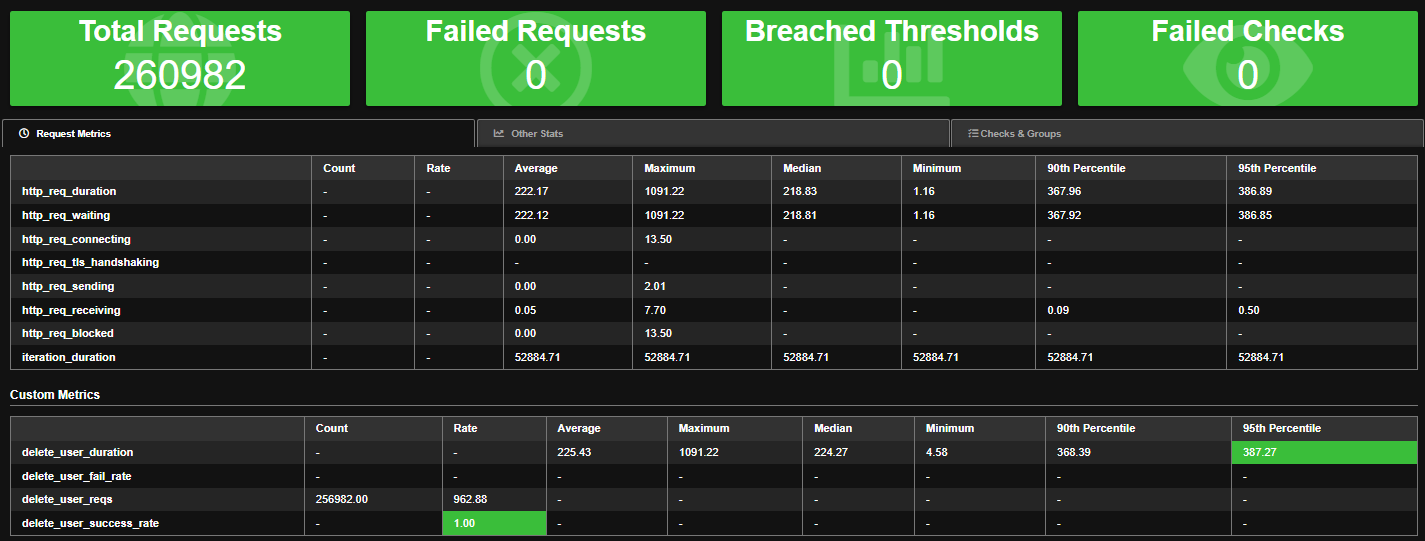 Total Requests Failed Requests Breached Thresholds Failed Checks
260982 0 0 0
Request Metrics Other Stats Checks & Groups
Count Rate Average Maximum Median Minimum 90th Percentile 95th Percentile
http_req_duration - - 222.17 1091.22 218.83 1.16 367.96 386.89
http_req_waiting - - 222.12 1091.22 218.81 1.16 367.92 386.85
http_req_connecting - - 0.00 13.50 - - - -
http_req_tls_handshaking - - - - - - - -
http_req_sending - - 0.00 2.01 - - - -
http_req_receiving - - 0.05 7.70 - - 0.09 0.50
http_req_blocked - - 0.00 13.50 - - - -
iteration_duration - - 52884.71 52884.71 52884.71 52884.71 52884.71 52884.71
Custom Metrics
Count Rate Average Maximum Median Minimum 90th Percentile 95th Percentile
delete_user_duration - - 225.43 1091.22 224.27 4.58 368.39 387.27
delete_user_fail_rate - - - - - - - -
delete_user_reqs 256982.00 962.88 - - - - - -
delete_user_success_rate - 1.00 - - - - - -